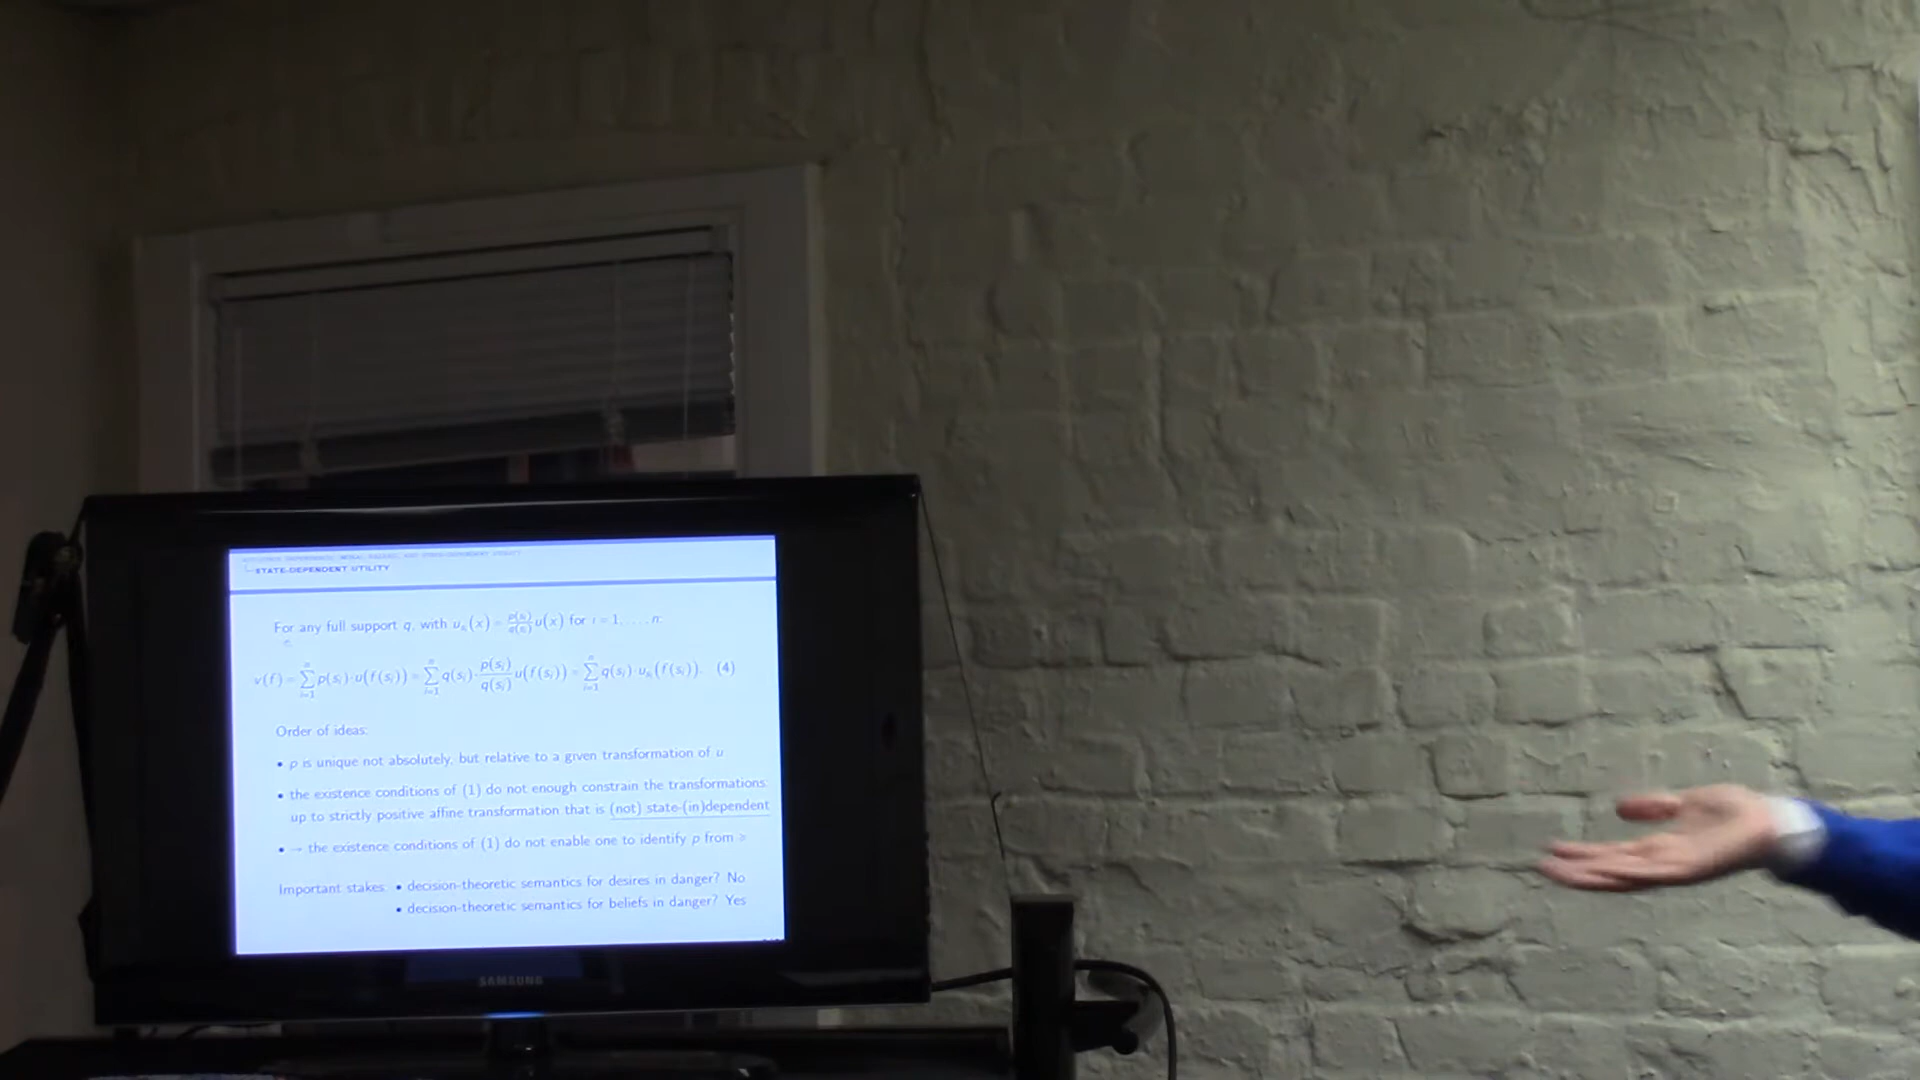 STATE-DEPENDENT UTILITY
For any full support q, with u_{s_i}(x) = \frac{p(s_i)}{q(s_i)} u(x) for i = 1, . . . , n:
v(f) = \sum_{i=1}^{n} p(s_i) · u(f(s_i)) = \sum_{i=1}^{n} q(s_i) · \frac{p(s_i)}{q(s_i)} u(f(s_i)) = \sum_{i=1}^{n} q(s_i) · u_{s_i}(f(s_i)). (4)
Order of ideas:
• p is unique not absolutely, but relative to a given transformation of u
• the existence conditions of (1) do not enough constrain the transformations:
up to strictly positive affine transformation that is (not) state-(in)dependent
• → the existence conditions of (1) do not enable one to identify p from ≽
Important stakes: • decision-theoretic semantics for desires in danger? No
• decision-theoretic semantics for beliefs in danger? Yes
SAMSUNG